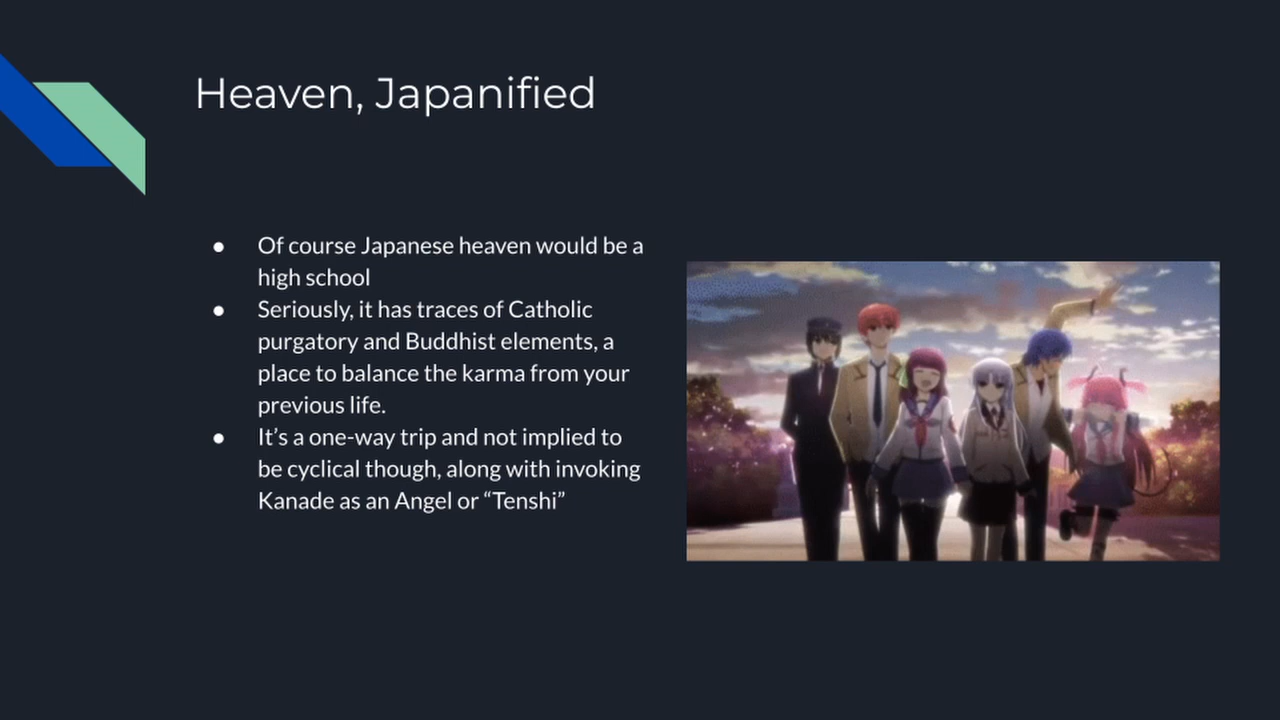 Heaven, Japanified
● Of course Japanese heaven would be a
high school
● Seriously, it has traces of Catholic
purgatory and Buddhist elements, a
place to balance the karma from your
previous life.
● It’s a one-way trip and not implied to
be cyclical though, along with invoking
Kanade as an Angel or “Tenshi”